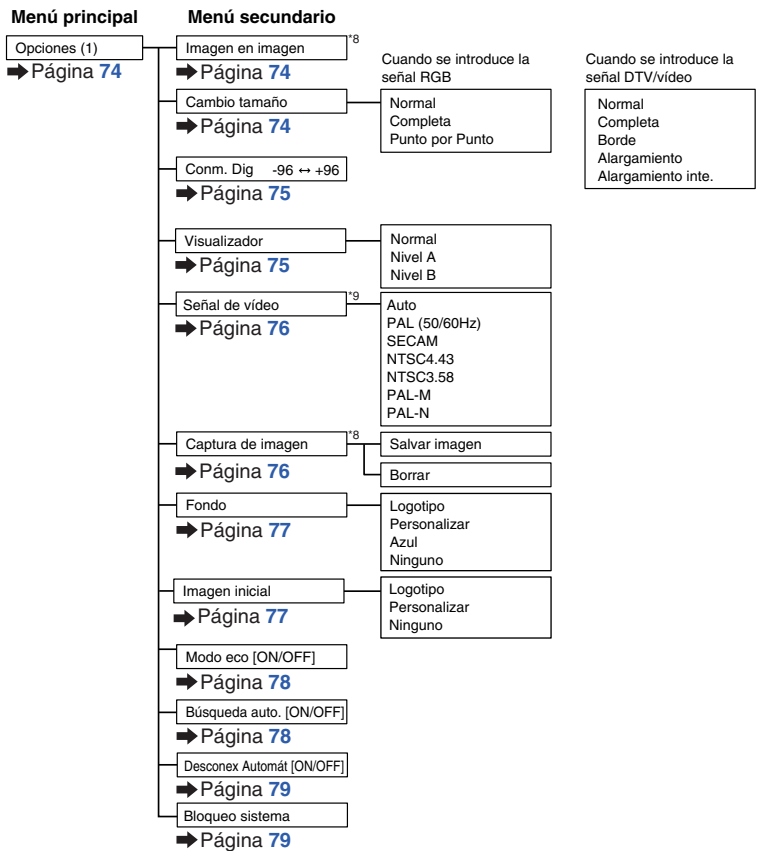 Menú principal
Menú secundario
Opciones (1)
Página 74
Imagen en imagen *8
Página 74
Cuando se introduce la
señal RGB
Cuando se introduce la
señal DTV/vídeo
Cambio tamaño
Página 74
Normal
Completa
Punto por Punto
Normal
Completa
Borde
Alargamiento
Alargamiento inte.
Conm. Dig -96 ↔ +96
Página 75
Visualizador
Página 75
Normal
Nivel A
Nivel B
Señal de vídeo *9
Página 76
Auto
PAL (50/60Hz)
SECAM
NTSC4.43
NTSC3.58
PAL-M
PAL-N
Captura de imagen *8
Página 76
Salvar imagen
Borrar
Fondo
Página 77
Logotipo
Personalizar
Azul
Ninguno
Imagen inicial
Página 77
Logotipo
Personalizar
Ninguno
Modo eco [ON/OFF]
Página 78
Búsqueda auto. [ON/OFF]
Página 78
Desconex Automát [ON/OFF]
Página 79
Bloqueo sistema
Página 79